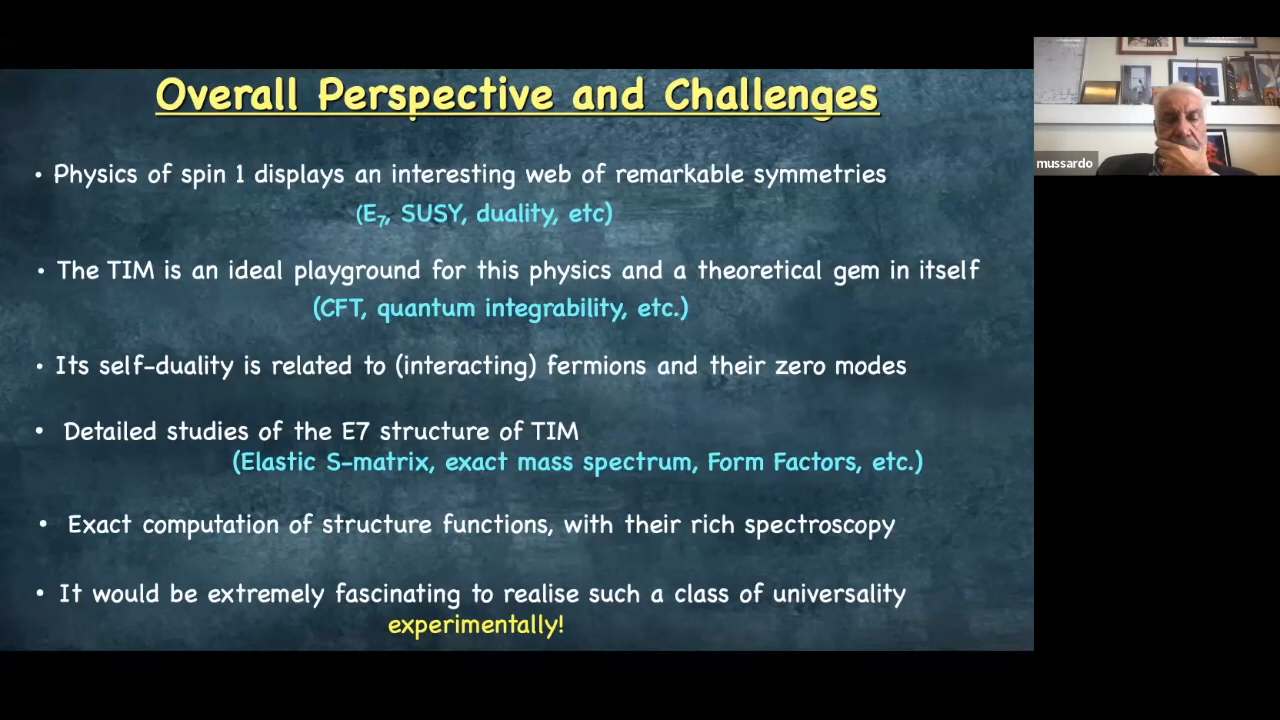 Overall Perspective and Challenges
• Physics of spin 1 displays an interesting web of remarkable symmetries
(E₇, SUSY, duality, etc)
• The TIM is an ideal playground for this physics and a theoretical gem in itself
(CFT, quantum integrability, etc.)
• Its self-duality is related to (interacting) fermions and their zero modes
• Detailed studies of the E7 structure of TIM
(Elastic S-matrix, exact mass spectrum, Form Factors, etc.)
• Exact computation of structure functions, with their rich spectroscopy
• It would be extremely fascinating to realise such a class of universality
experimentally!
mussardo